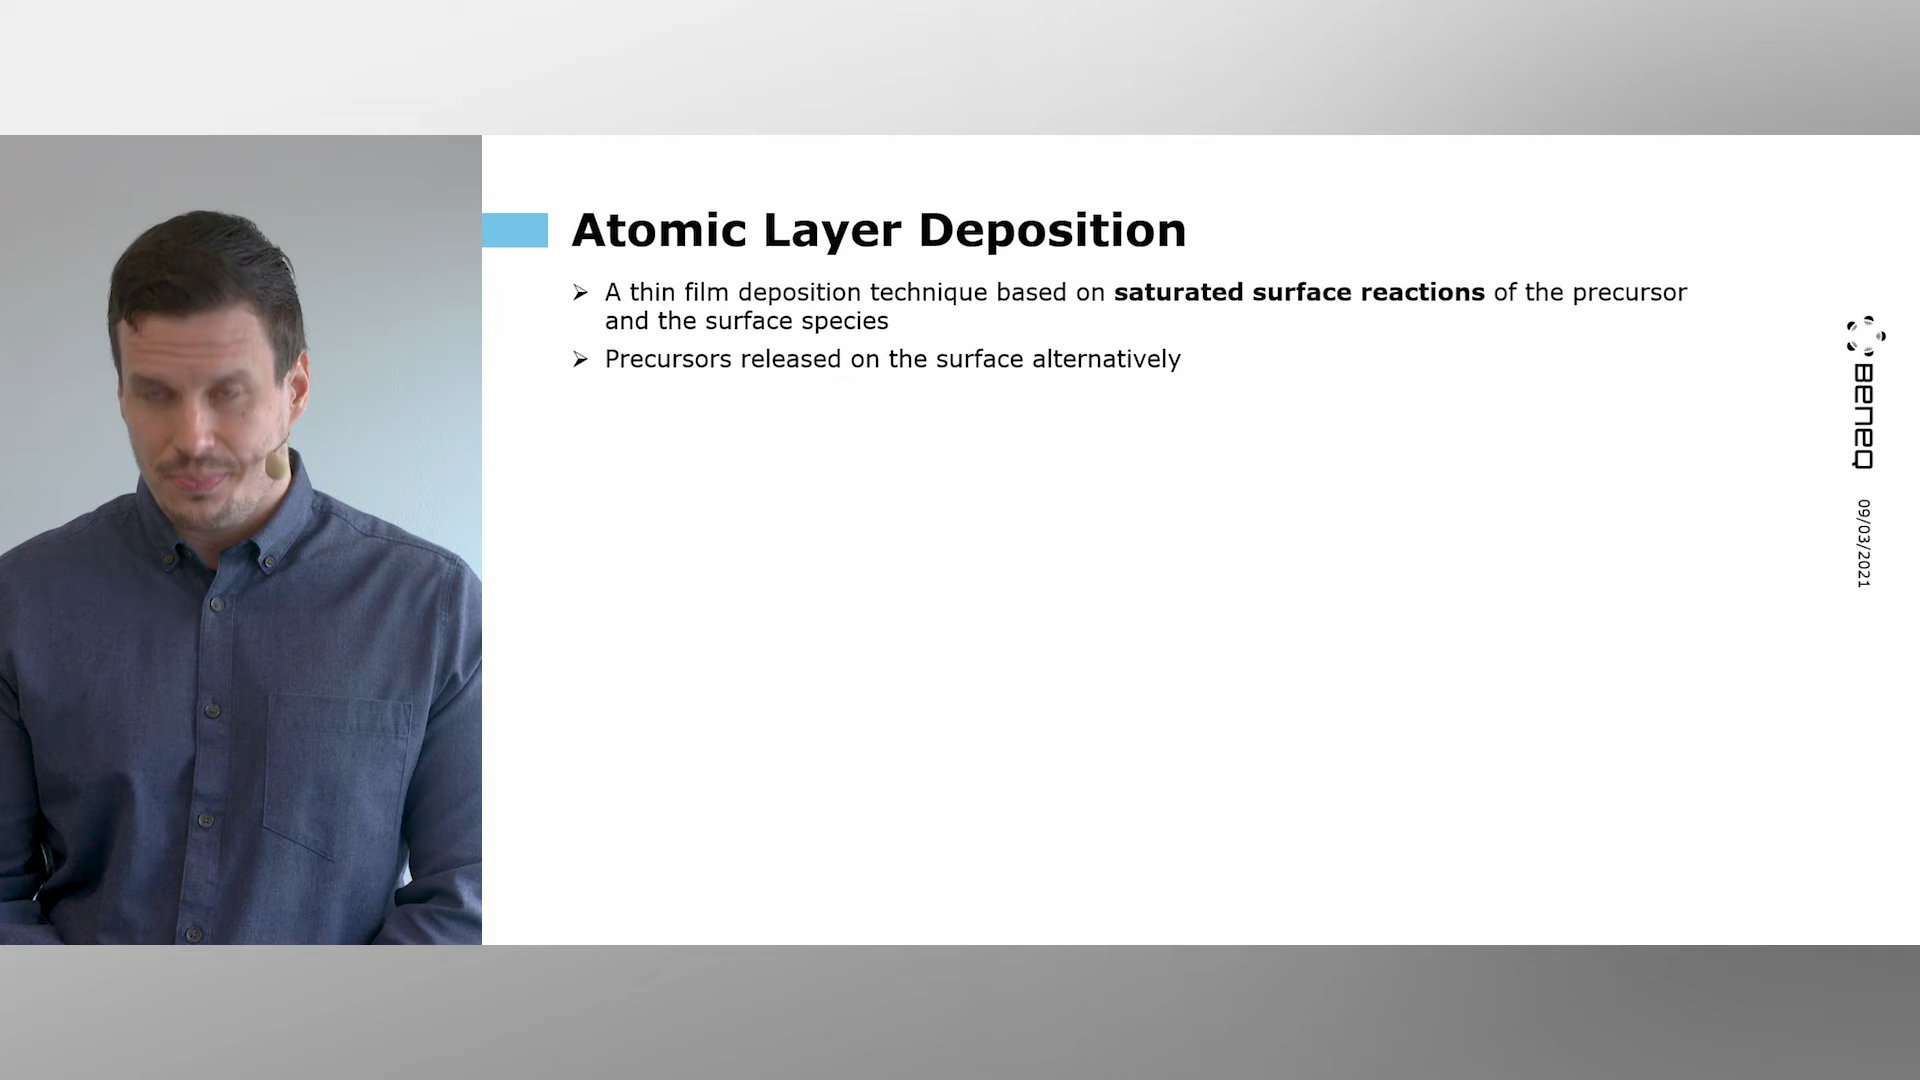 Atomic Layer Deposition
A thin film deposition technique based on saturated surface reactions of the precursor
and the surface species
Precursors released on the surface alternatively
BENEQ
09/03/2021